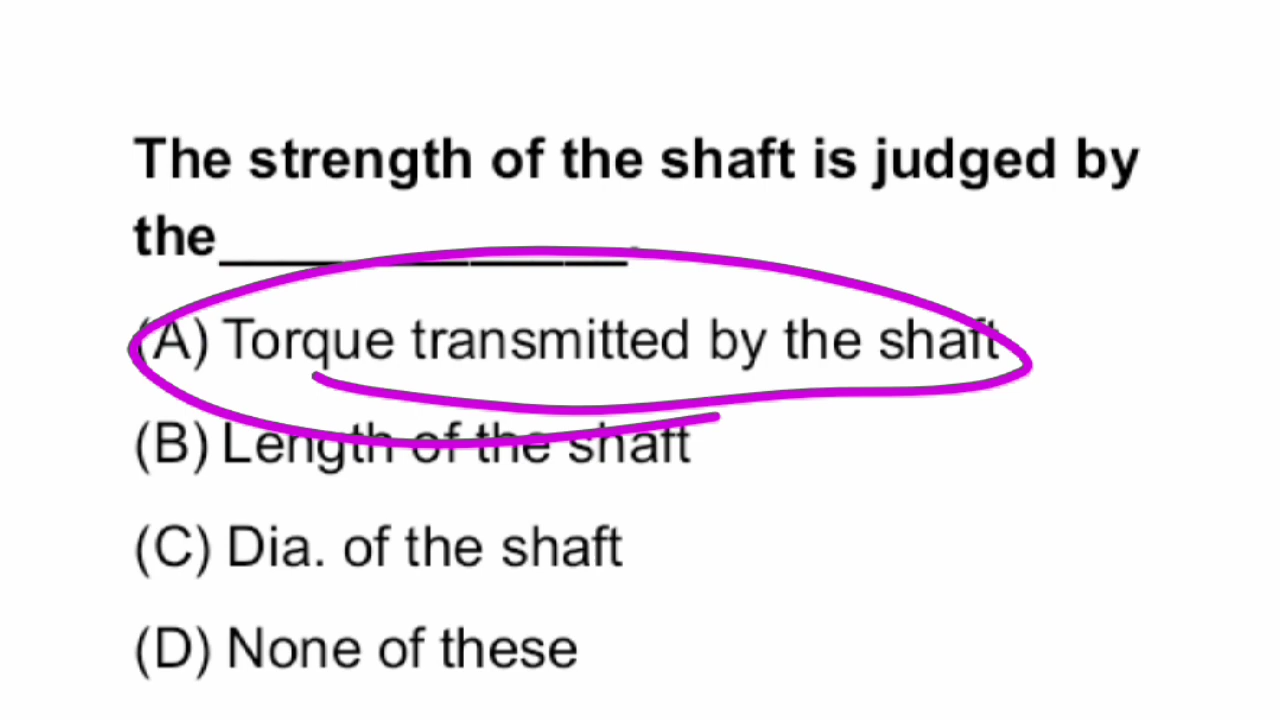 The strength of the shaft is judged by
the______________.
(A) Torque transmitted by the shaft
(B) Length of the shaft
(C) Dia. of the shaft
(D) None of these